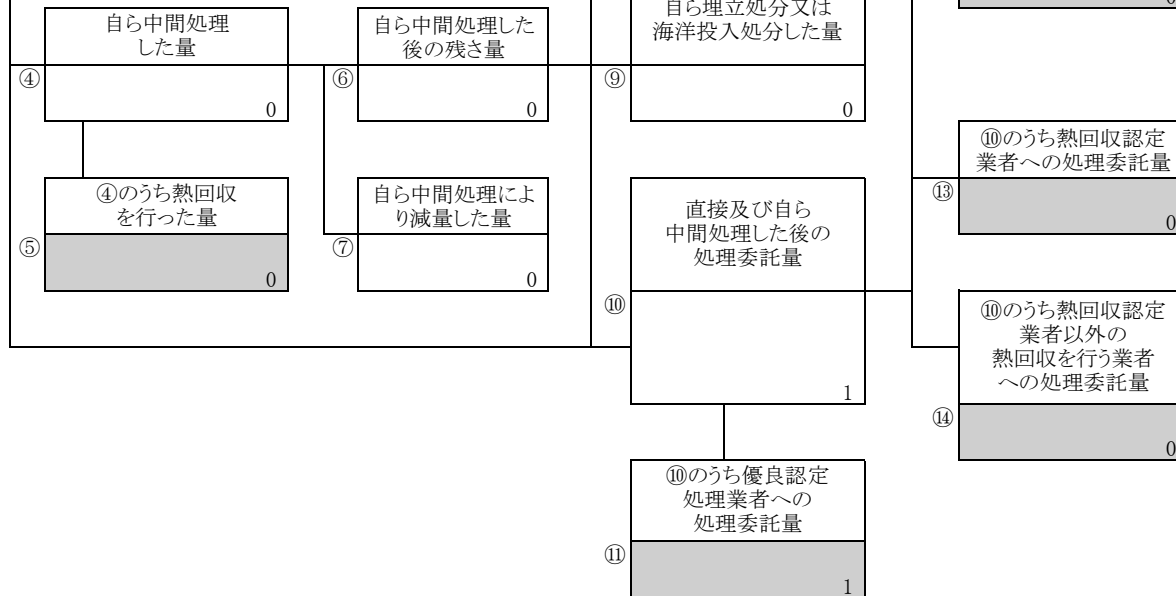 自ら中間処理
した量
④
0
自ら中間処理した
後の残さ量
⑥
0
自ら埋立処分又は
海洋投入処分した量
⑨
0
0
④のうち熱回収
を行った量
⑤
0
自ら中間処理によ
り減量した量
⑦
0
直接及び自ら
中間処理した後の
処理委託量
⑩
1
⑩のうち熱回収認定
業者への処理委託量
⑬
0
⑩のうち熱回収認定
業者以外の
熱回収を行う業者
への処理委託量
⑭
0
⑩のうち優良認定
処理業者への
処理委託量
⑪
1